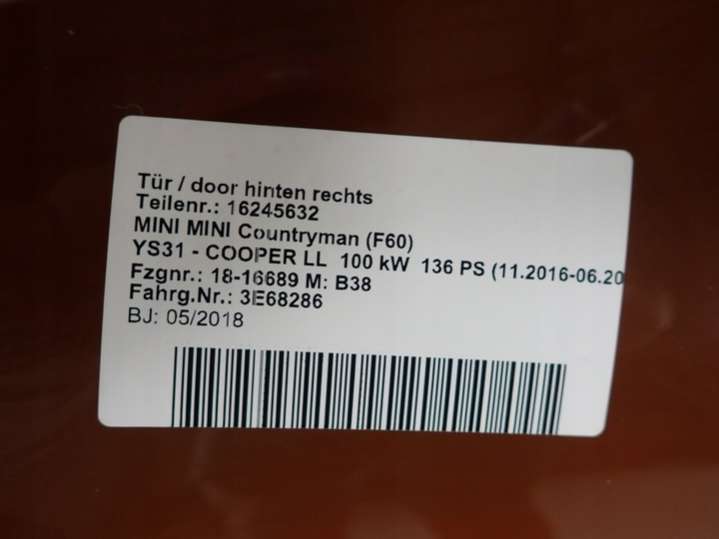 Tür / door hinten rechts
Teilenr.: 16245632
MINI MINI Countryman (F60)
YS31 - COOPER LL 100 kW 136 PS (11.2016-06.20
Fzgnr.: 18-16689 M: B38
Fahrg.Nr.: 3E68286
BJ: 05/2018